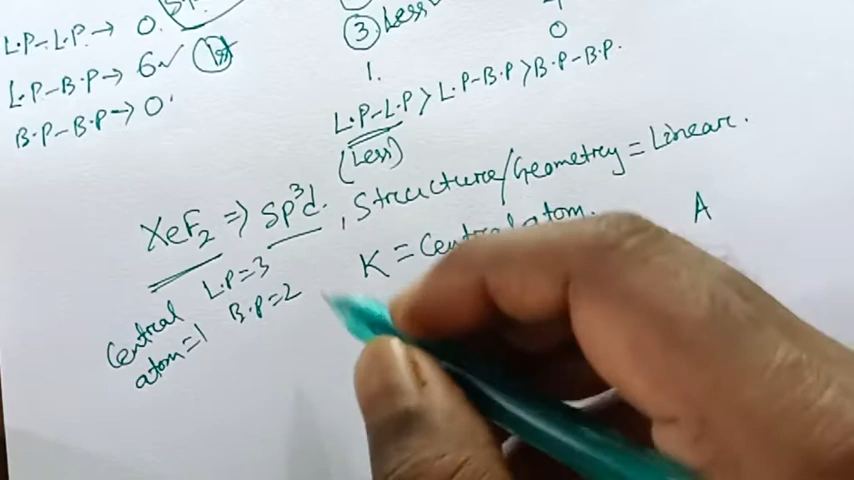 L.P-L.P→ 0.
L.P-B.P→ 6✓ (1st)
B.P-B.P→ 0.
③ Less
0
1.
L.P-L.P > L.P-B.P > B.P-B.P.
(Less)
XeF₂ ⇒ sp³d. , Structure/Geometry = Linear.
Central L.P=3
atom=1 B.P=2
K = Central atom.
A